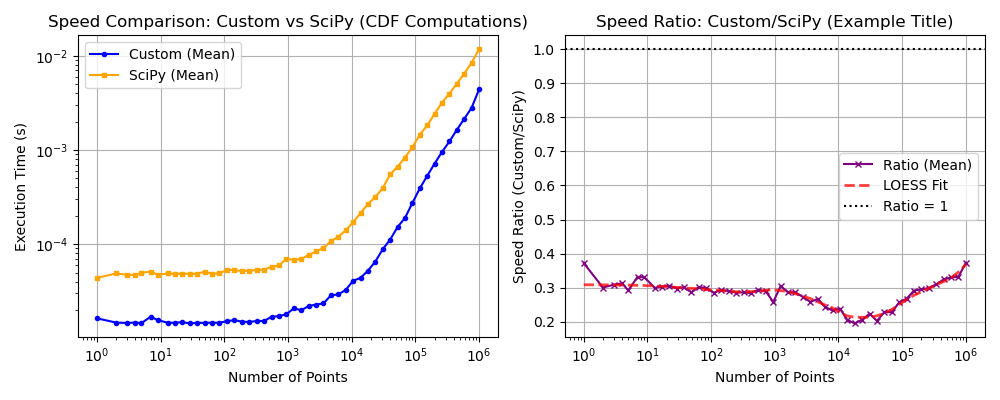 Speed Comparison: Custom vs SciPy (CDF Computations)
Execution Time (s)
10⁻²
10⁻³
10⁻⁴
Custom (Mean)
SciPy (Mean)
10⁰ 10¹ 10² 10³ 10⁴ 10⁵ 10⁶
Number of Points
Speed Ratio: Custom/SciPy (Example Title)
Speed Ratio (Custom/SciPy)
1.0
0.9
0.8
0.7
0.6
0.5
0.4
0.3
0.2
Ratio (Mean)
LOESS Fit
Ratio = 1
10⁰ 10¹ 10² 10³ 10⁴ 10⁵ 10⁶
Number of Points